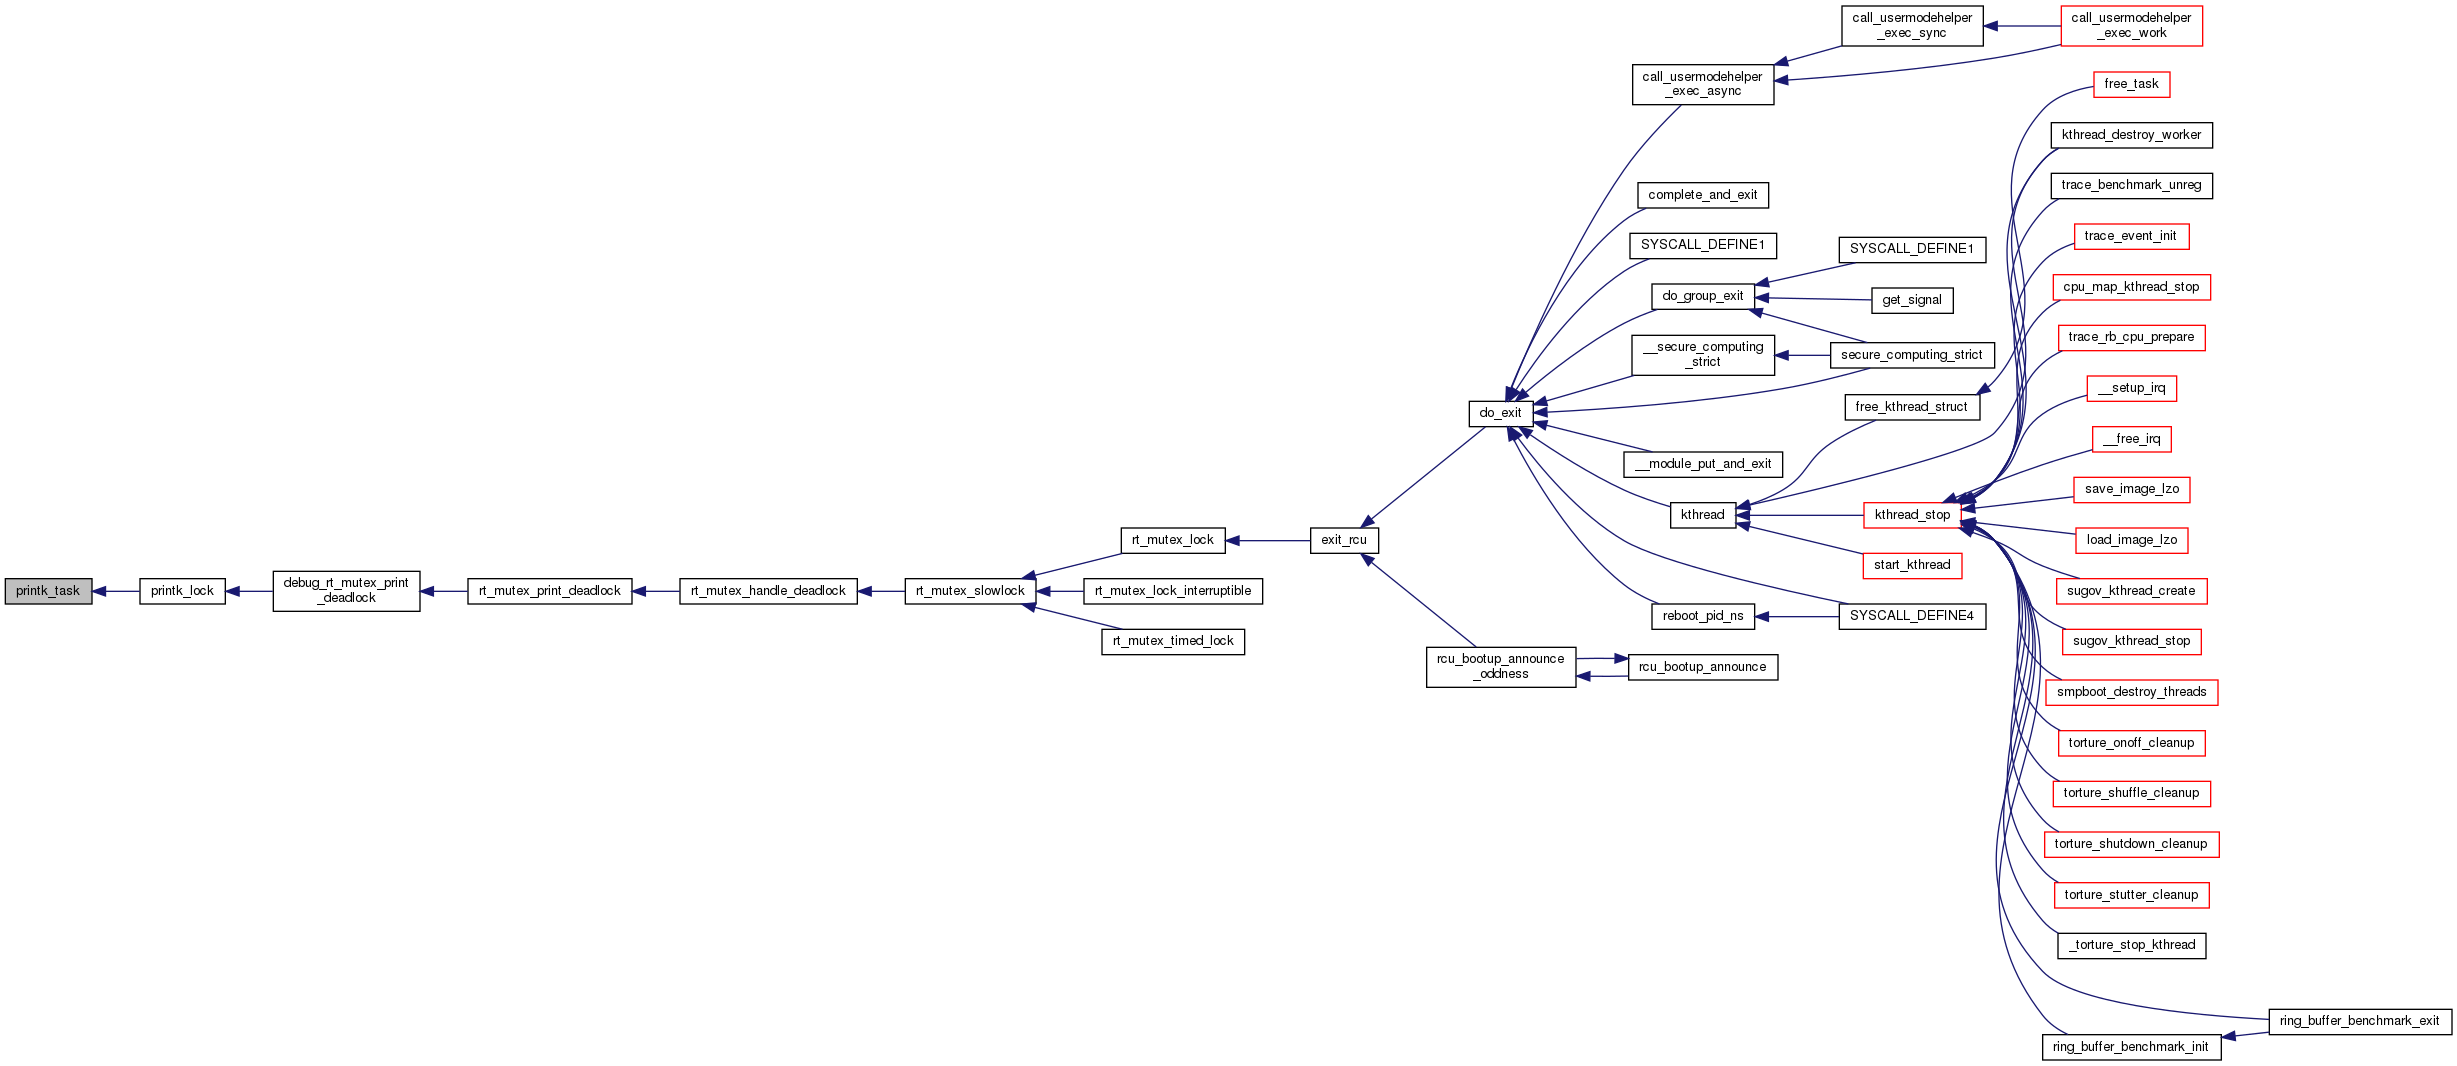 printk_task
printk_lock
debug_rt_mutex_print
_deadlock
rt_mutex_print_deadlock
rt_mutex_handle_deadlock
rt_mutex_slowlock
rt_mutex_lock
rt_mutex_lock_interruptible
rt_mutex_timed_lock
exit_rcu
do_exit
rcu_bootup_announce
_oddness
rcu_bootup_announce
call_usermodehelper
_exec_async
complete_and_exit
SYSCALL_DEFINE1
do_group_exit
__secure_computing
_strict
__module_put_and_exit
kthread
reboot_pid_ns
call_usermodehelper
_exec_sync
SYSCALL_DEFINE1
get_signal
secure_computing_strict
free_kthread_struct
kthread_stop
start_kthread
SYSCALL_DEFINE4
call_usermodehelper
_exec_work
free_task
kthread_destroy_worker
trace_benchmark_unreg
trace_event_init
cpu_map_kthread_stop
trace_rb_cpu_prepare
__setup_irq
__free_irq
save_image_lzo
load_image_lzo
sugov_kthread_create
sugov_kthread_stop
smpboot_destroy_threads
torture_onoff_cleanup
torture_shuffle_cleanup
torture_shutdown_cleanup
torture_stutter_cleanup
_torture_stop_kthread
ring_buffer_benchmark_init
ring_buffer_benchmark_exit